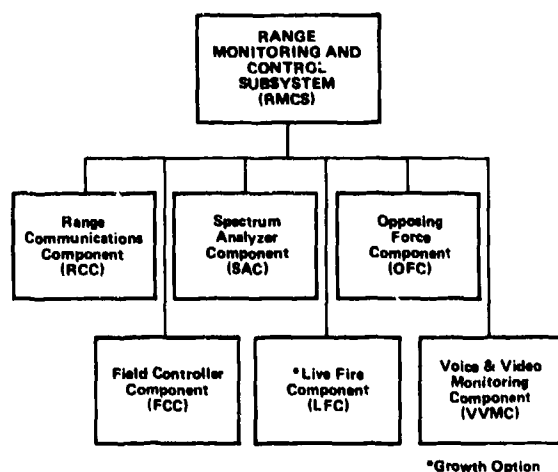 RANGE
MONITORING AND
CONTROL
SUBSYSTEM
(RMCS)
Range
Communications
Component
(RCC)
Spectrum
Analyzer
Component
(SAC)
Opposing
Force
Component
(OFC)
Field Controller
Component
(FCC)
*Live Fire
Component
(LFC)
Voice & Video
Monitoring
Component
(VVMC)
*Growth Option